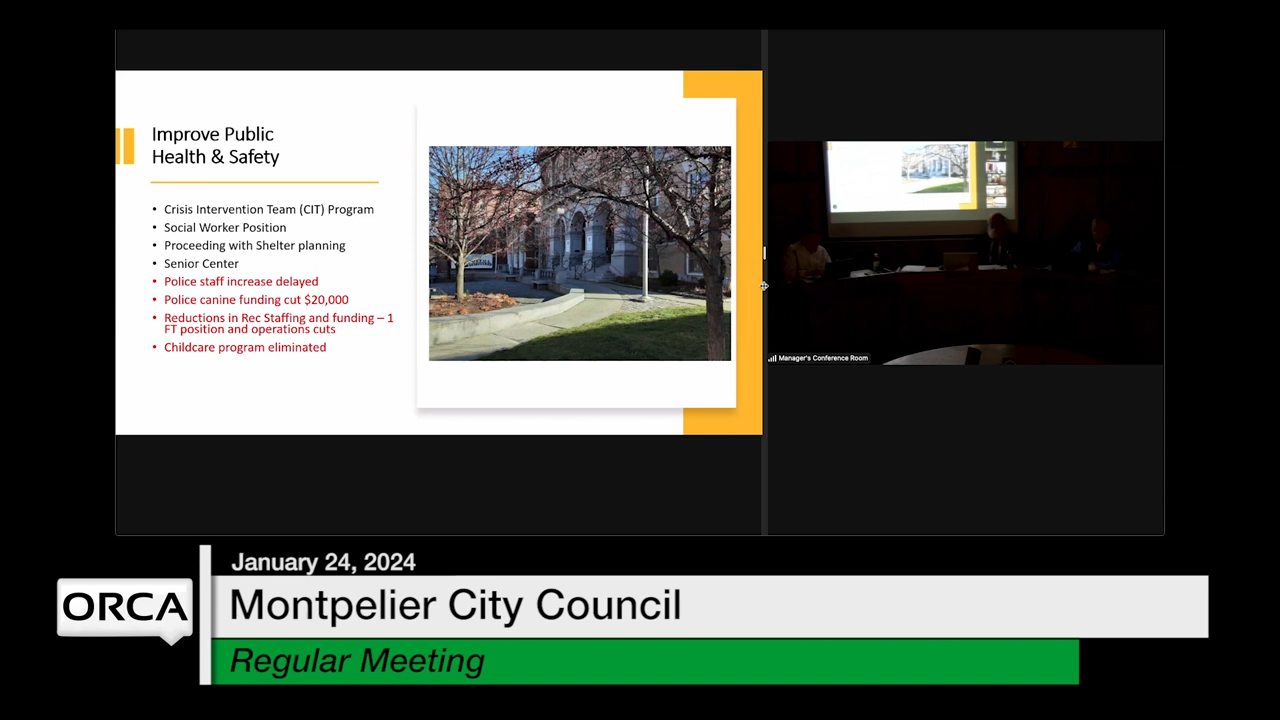 Improve Public
Health & Safety
• Crisis Intervention Team (CIT) Program
• Social Worker Position
• Proceeding with Shelter planning
• Senior Center
• Police staff increase delayed
• Police canine funding cut $20,000
• Reductions in Rec Staffing and funding – 1
FT position and operations cuts
• Childcare program eliminated
Manager's Conference Room
January 24, 2024
ORCA
Montpelier City Council
Regular Meeting